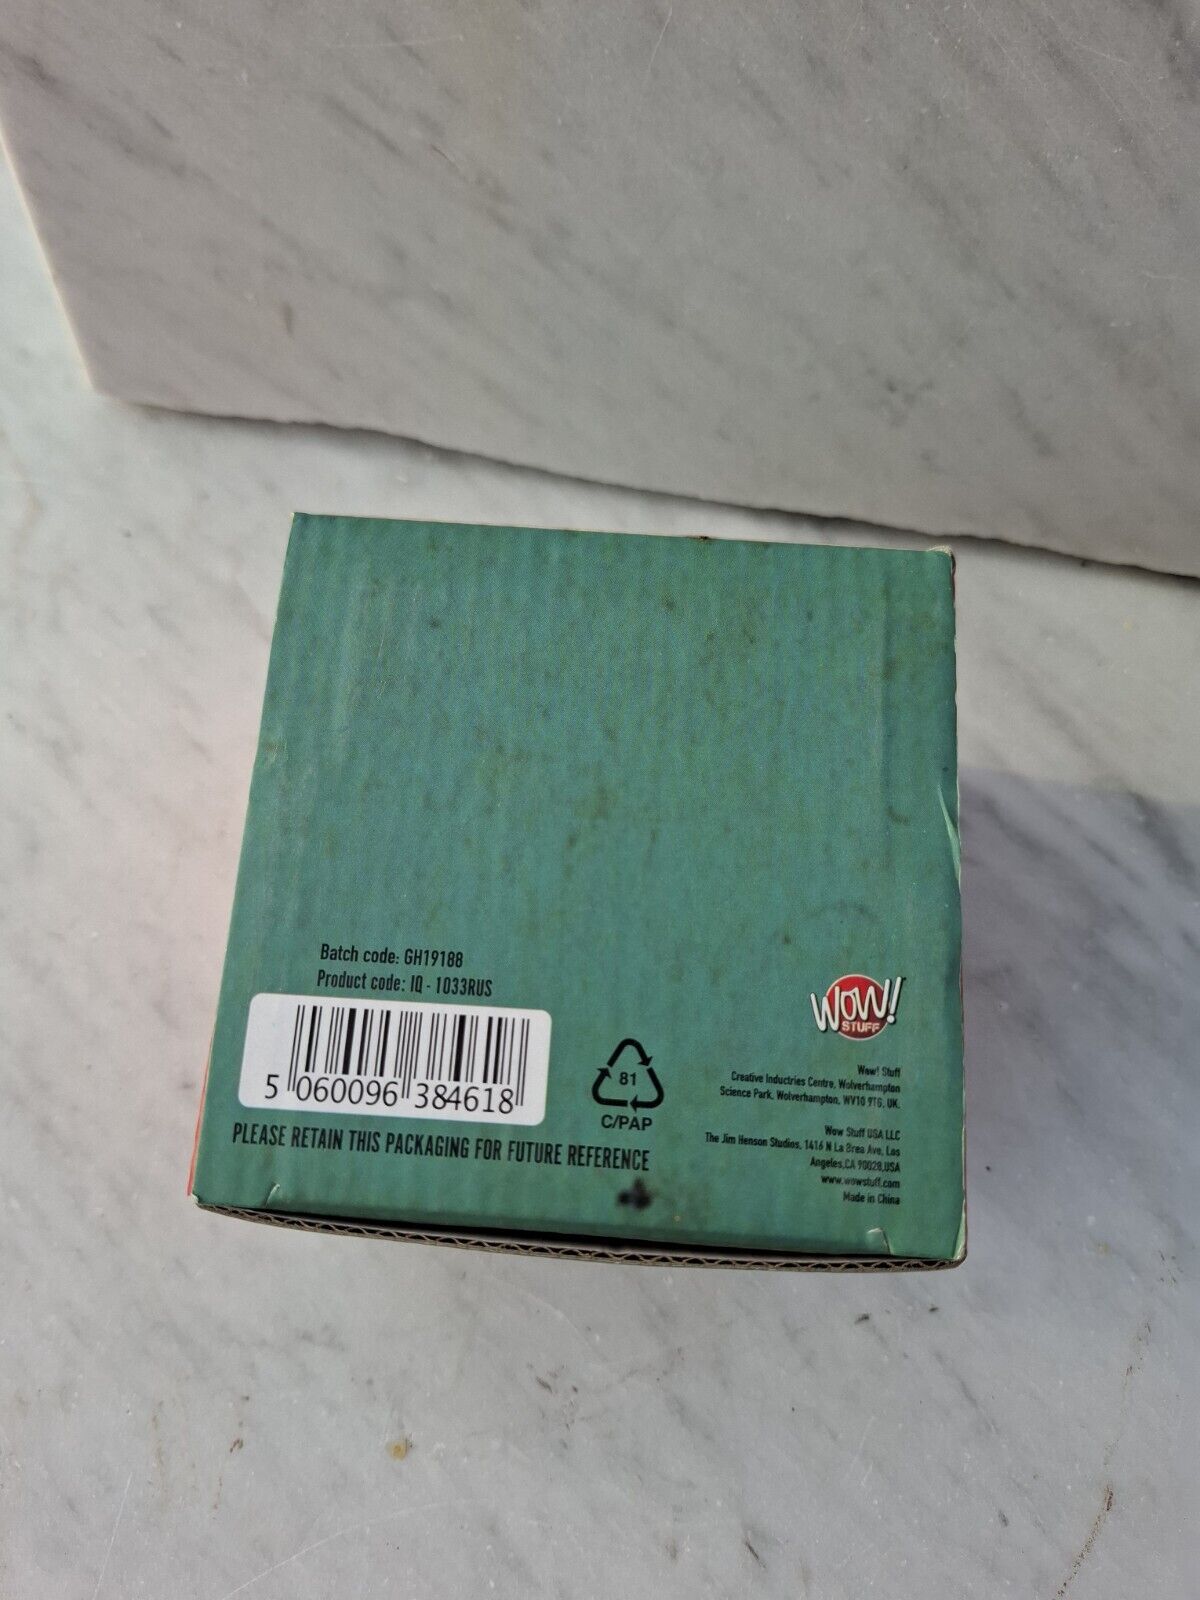 Batch code: GH19188
Product code: IQ - 1033RUS
5 060096 384618
PLEASE RETAIN THIS PACKAGING FOR FUTURE REFERENCE
81
C/PAP
WOW!
STUFF
Wow! Stuff
Creative Industries Centre, Wolverhampton
Science Park, Wolverhampton, WV10 9TG, UK.
Wow Stuff USA LLC
The Jim Henson Studios, 1416 N La Brea Ave, Los
Angeles,CA 90028,USA
www.wowstuff.com
Made in China